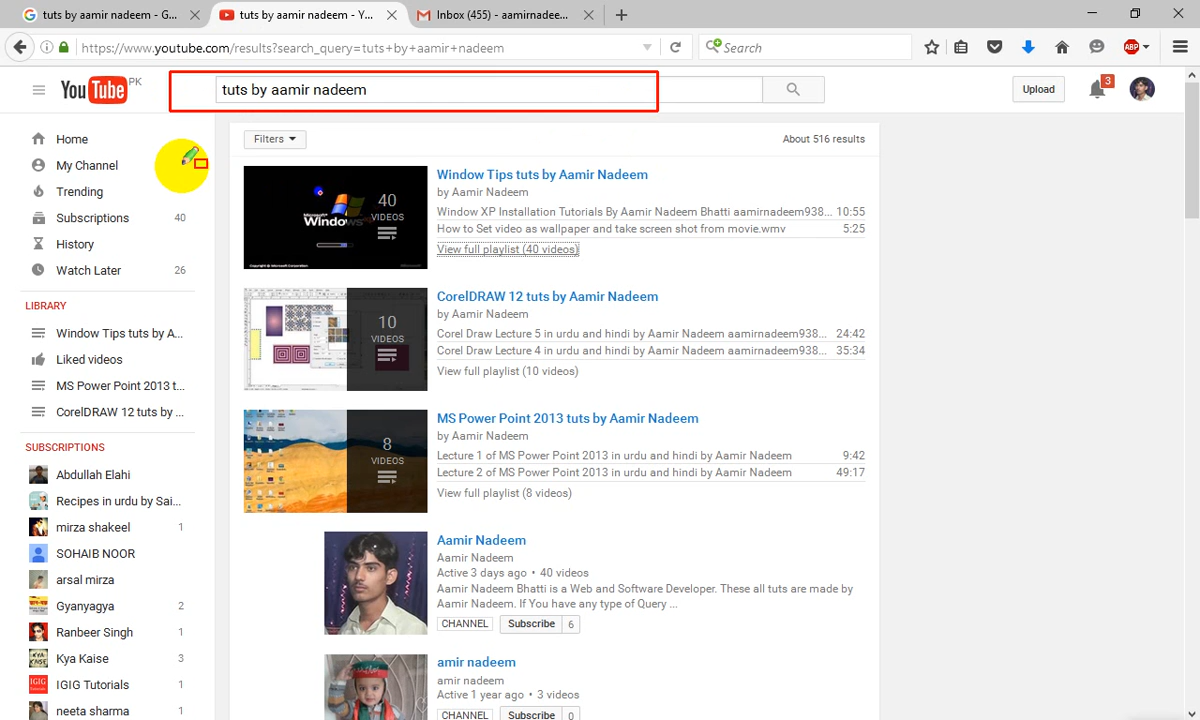 tuts by aamir nadeem - G...
tuts by aamir nadeem - Y...
Inbox (455) - aamirnadee...
https://www.youtube.com/results?search_query=tuts+by+aamir+nadeem
Search
ABP
YouTube PK
tuts by aamir nadeem
Upload
3
Home
My Channel
Trending
Subscriptions 40
History
Watch Later 26
LIBRARY
Window Tips tuts by A...
Liked videos
MS Power Point 2013 t...
CorelDRAW 12 tuts by ...
SUBSCRIPTIONS
Abdullah Elahi
Recipes in urdu by Sai...
mirza shakeel 1
SOHAIB NOOR
arsal mirza
Gyanyagya 2
Ranbeer Singh 1
Kya Kaise 3
IGIG Tutorials 1
neeta sharma 1
Filters
About 516 results
40
VIDEOS
Microsoft
Windows
Window Tips tuts by Aamir Nadeem
by Aamir Nadeem
Window XP Installation Tutorials By Aamir Nadeem Bhatti aamirnadeem938... 10:55
How to Set video as wallpaper and take screen shot from movie.wmv 5:25
View full playlist (40 videos)
10
VIDEOS
CorelDRAW 12 tuts by Aamir Nadeem
by Aamir Nadeem
Corel Draw Lecture 5 in urdu and hindi by Aamir Nadeem aamirnadeem938... 24:42
Corel Draw Lecture 4 in urdu and hindi by Aamir Nadeem aamirnadeem938... 35:34
View full playlist (10 videos)
8
VIDEOS
MS Power Point 2013 tuts by Aamir Nadeem
by Aamir Nadeem
Lecture 1 of MS Power Point 2013 in urdu and hindi by Aamir Nadeem 9:42
Lecture 2 of MS Power Point 2013 in urdu and hindi by Aamir Nadeem 49:17
View full playlist (8 videos)
Aamir Nadeem
Aamir Nadeem
Active 3 days ago • 40 videos
Aamir Nadeem Bhatti is a Web and Software Developer. These all tuts are made by
Aamir Nadeem. If You have any type of Query ...
CHANNEL Subscribe 6
amir nadeem
amir nadeem
Active 1 year ago • 3 videos
CHANNEL Subscribe 0